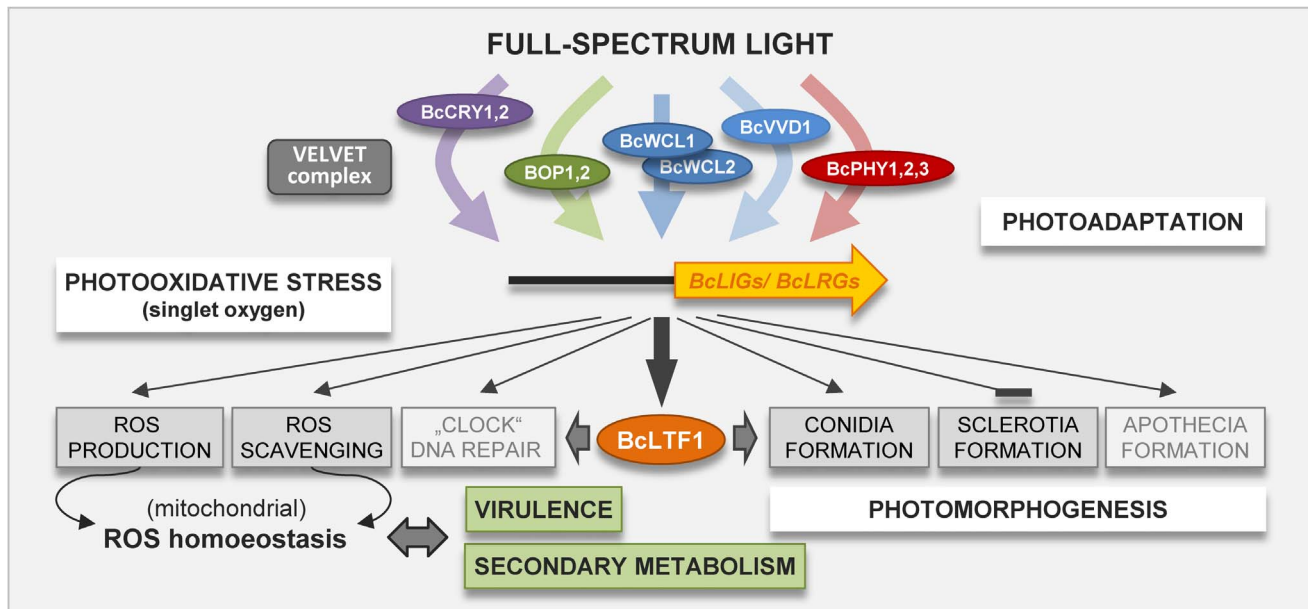 FULL-SPECTRUM LIGHT
BcCRY1,2
BOP1,2
BcWCL1
BcWCL2
BcVVD1
BcPHY1,2,3
VELVET
complex
PHOTOADAPTATION
PHOTOOXIDATIVE STRESS
(singlet oxygen)
BcLIGs/ BcLRGs
ROS
PRODUCTION
ROS
SCAVENGING
„CLOCK“
DNA REPAIR
BcLTF1
CONIDIA
FORMATION
SCLEROTIA
FORMATION
APOTHECIA
FORMATION
(mitochondrial)
ROS homoeostasis
VIRULENCE
SECONDARY METABOLISM
PHOTOMORPHOGENESIS